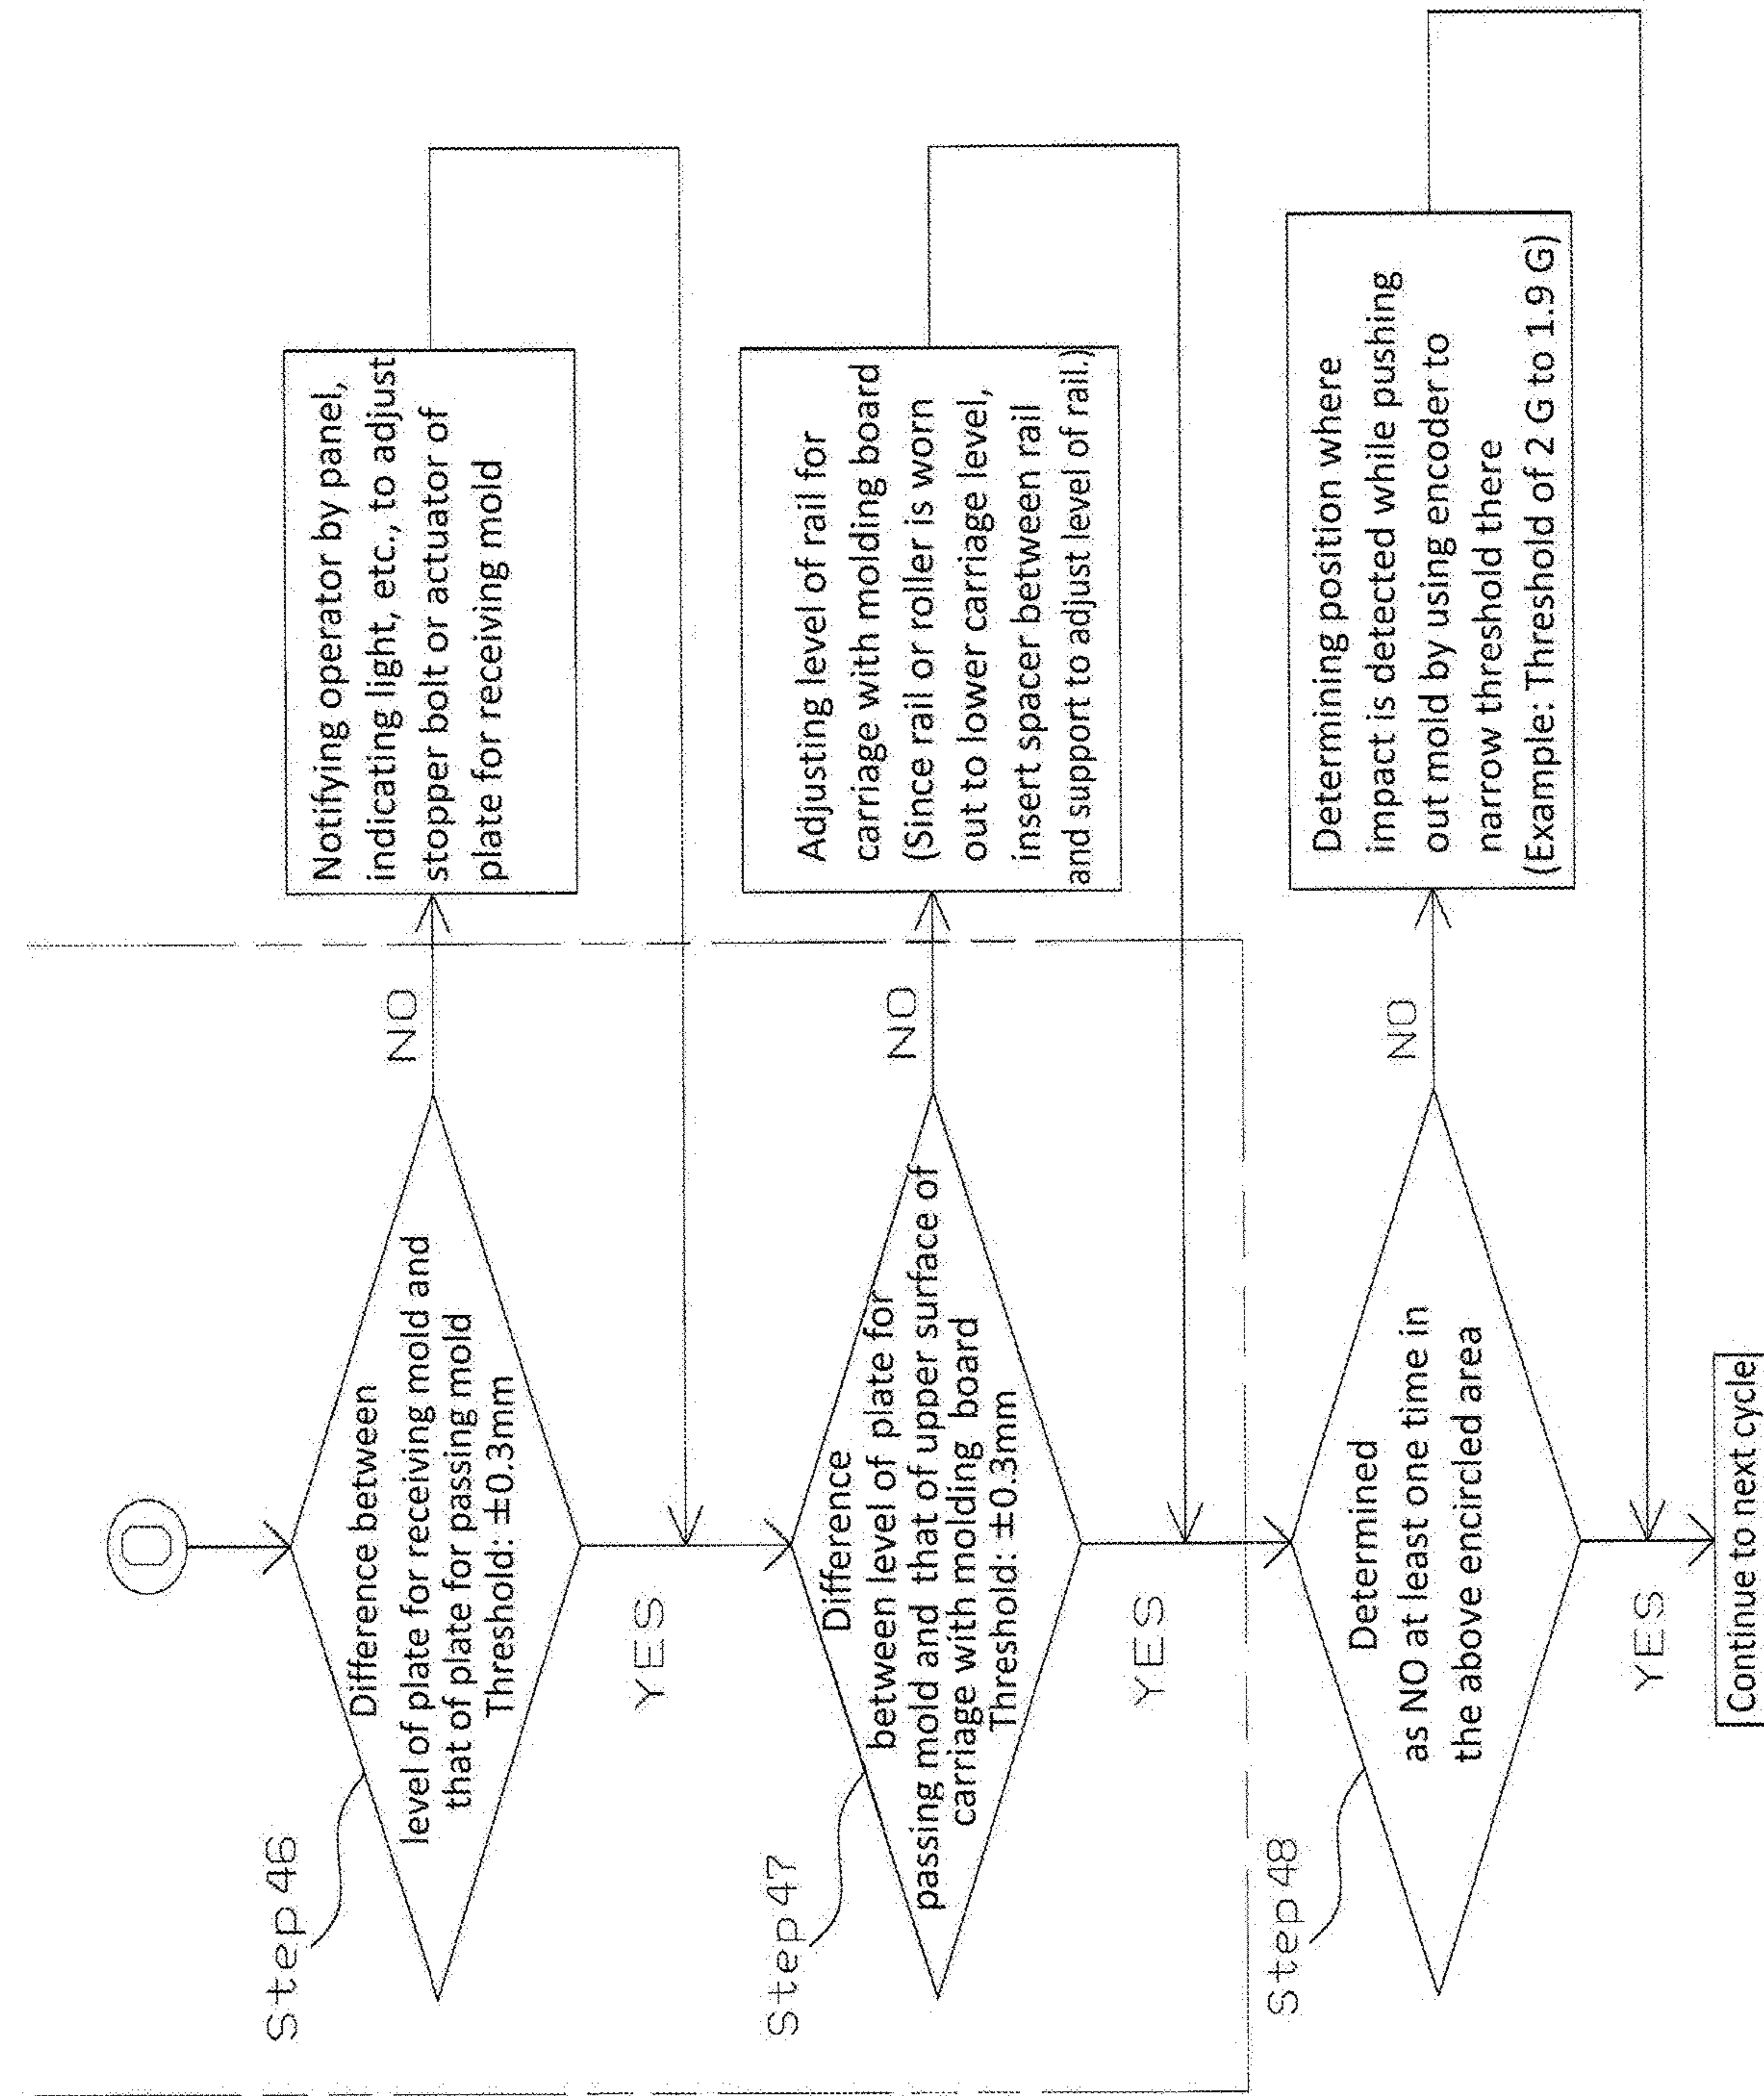 Step 46
Difference between
level of plate for receiving mold and
that of plate for passing mold
Threshold: ±0.3mm
NO
Notifying operator by panel,
indicating light, etc., to adjust
stopper bolt or actuator of
plate for receiving mold
YES
Step 47
Difference
between level of plate for
passing mold and that of upper surface of
carriage with molding board
Threshold: ±0.3mm
NO
Adjusting level of rail for
carriage with molding board
(Since rail or roller is worn
out to lower carriage level,
insert spacer between rail
and support to adjust level of rail.)
YES
Step 48
Determined
as NO at least one time in
the above encircled area
NO
Determining position where
impact is detected while pushing
out mold by using encoder to
narrow threshold there
(Example: Threshold of 2 G to 1.9 G)
YES
Continue to next cycle